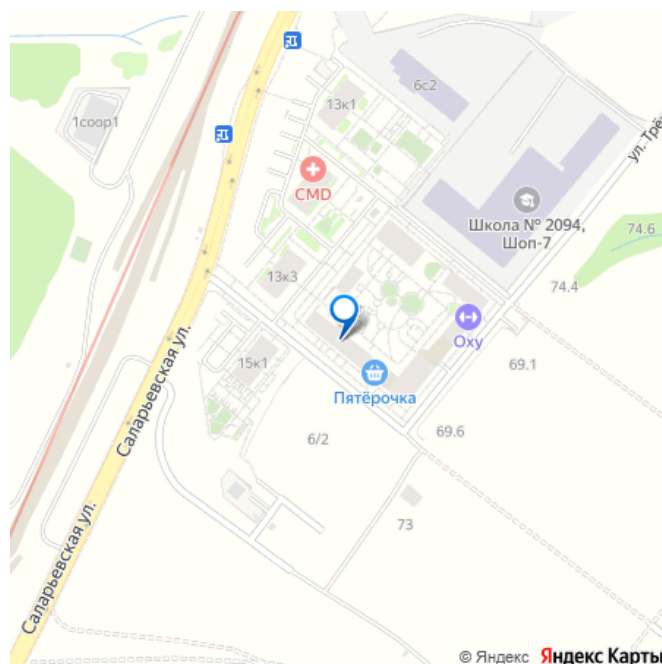 1соор1
13к1
6с2
CMD
ул. Трё
Школа № 2094,
Шоп-7
74.6
74.4
13к3
Оху
69.1
15к1
Пятёрочка
69.6
6/2
73
Саларьевская ул.
Саларьевская ул.
© Яндекс Яндекс Карты